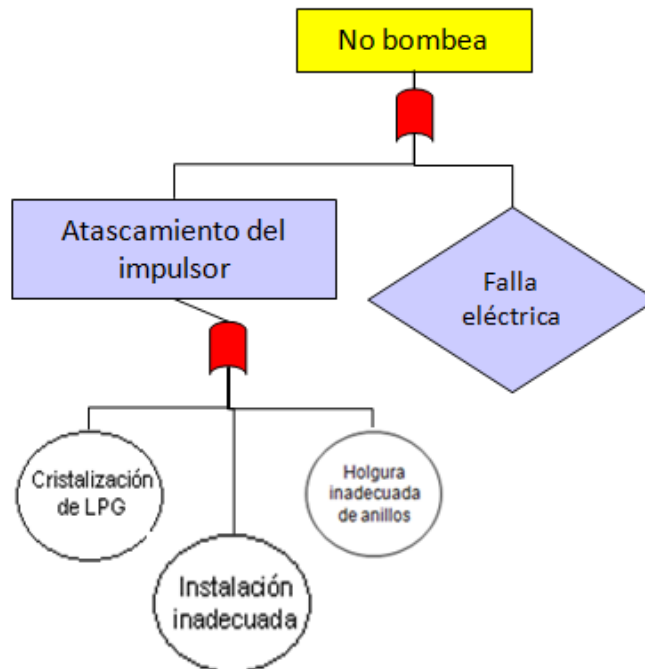 No bombea
Atascamiento del
impulsor
Falla
eléctrica
Cristalización
de LPG
Holgura
inadecuada
de anillos
Instalación
inadecuada